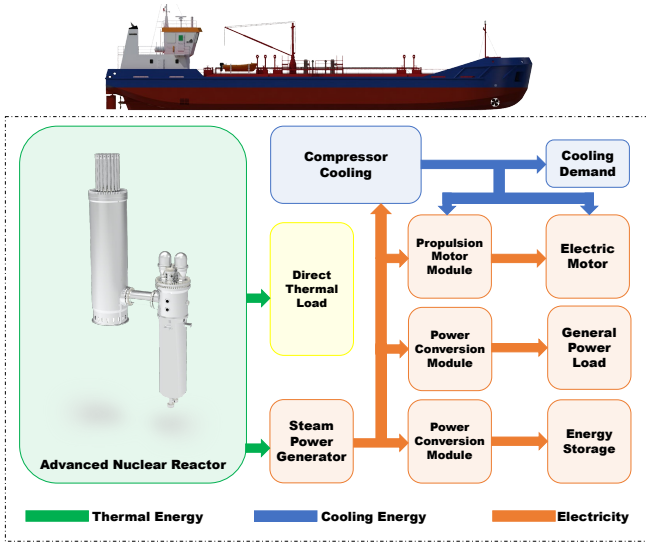 Compressor
Cooling
Cooling
Demand
Propulsion
Motor
Module
Electric
Motor
Direct
Thermal
Load
Power
Conversion
Module
General
Power
Load
Steam
Power
Generator
Power
Conversion
Module
Energy
Storage
Advanced Nuclear Reactor
Thermal Energy
Cooling Energy
Electricity